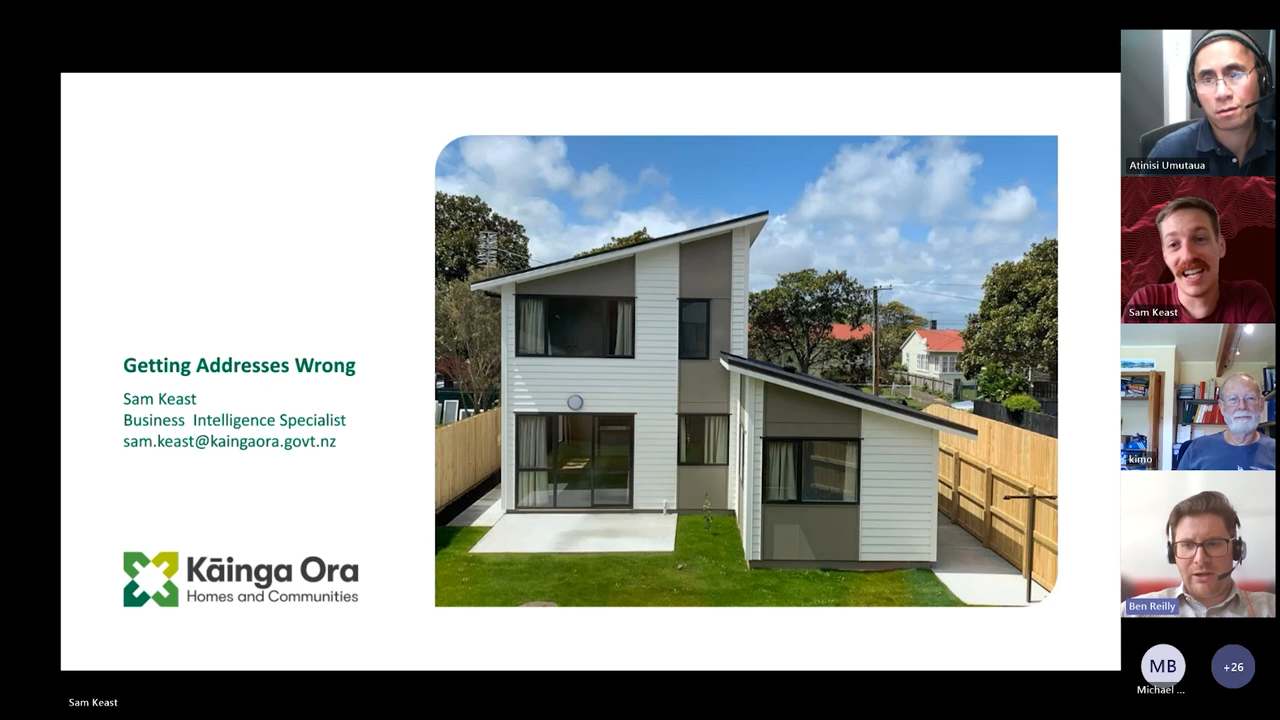 Getting Addresses Wrong
Sam Keast
Business Intelligence Specialist
sam.keast@kaingaora.govt.nz
Kāinga Ora
Homes and Communities
Atinisi Umutaua
Sam Keast
kimo
Ben Reilly
MB
+26
Michael ...
Sam Keast